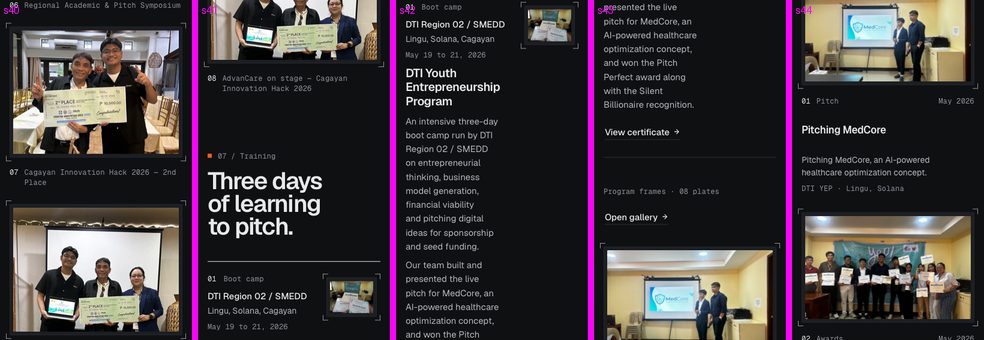 s40
06 Regional Academic & Pitch Symposium
2nd PLACE
₱ 10,000.00
Congratulations!
07 Cagayan Innovation Hack 2026 — 2nd
Place
s41
08 AdvanCare on stage — Cagayan
Innovation Hack 2026
07 / Training
Three days
of learning
to pitch.
01 Boot camp
DTI Region 02 / SMEDD
Lingu, Solana, Cagayan
May 19 to 21, 2026
s42
01 Boot camp
DTI Region 02 / SMEDD
Lingu, Solana, Cagayan
May 19 to 21, 2026
DTI Youth
Entrepreneurship
Program
An intensive three-day
boot camp run by DTI
Region 02 / SMEDD
on entrepreneurial
thinking, business
model generation,
financial viability
and pitching digital
ideas for sponsorship
and seed funding.
Our team built and
presented the live
pitch for MedCore, an
AI-powered healthcare
optimization concept,
and won the Pitch
s43
presented the live
pitch for MedCore, an
AI-powered healthcare
optimization concept,
and won the Pitch
Perfect award along
with the Silent
Billionaire recognition.
View certificate →
Program frames · 08 plates
Open gallery →
MedCore
s44
MedCore
01 Pitch May 2026
Pitching MedCore
Pitching MedCore, an AI-powered
healthcare optimization concept.
DTI YEP · Lingu, Solana
02 Awards May 2026